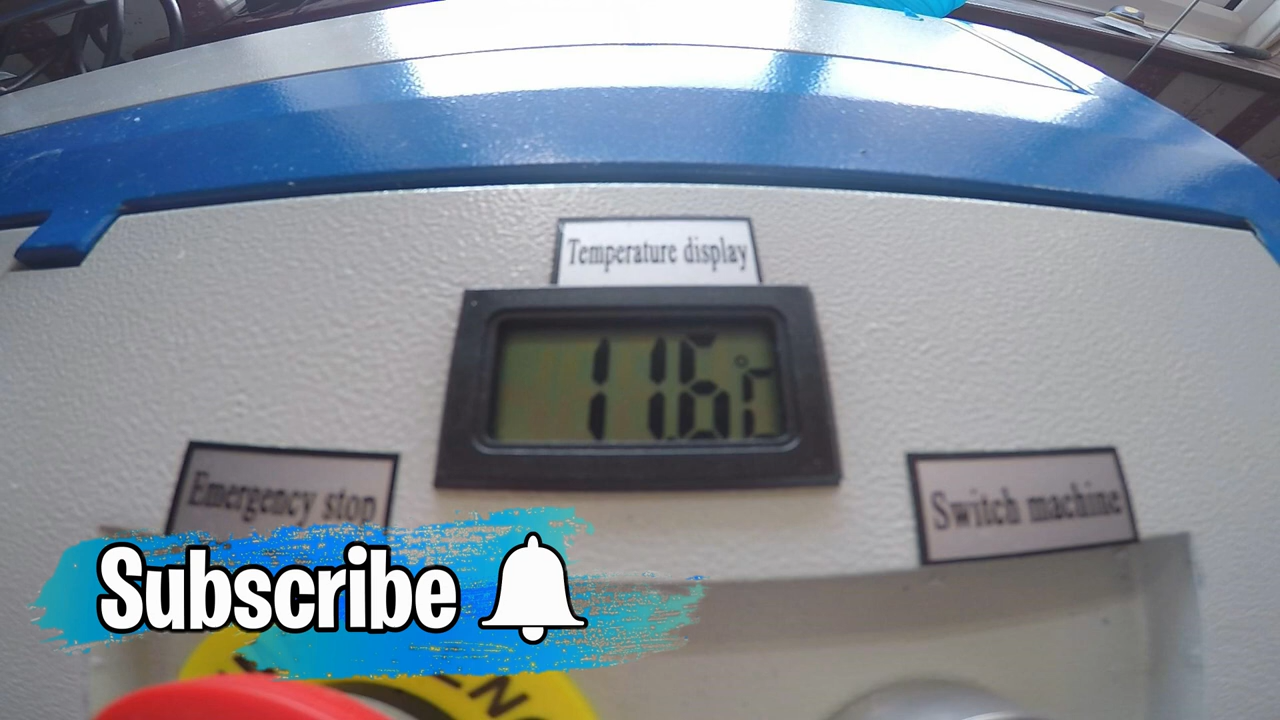 Temperature display
11.6°C
Emergency stop
Switch machine
Subscribe